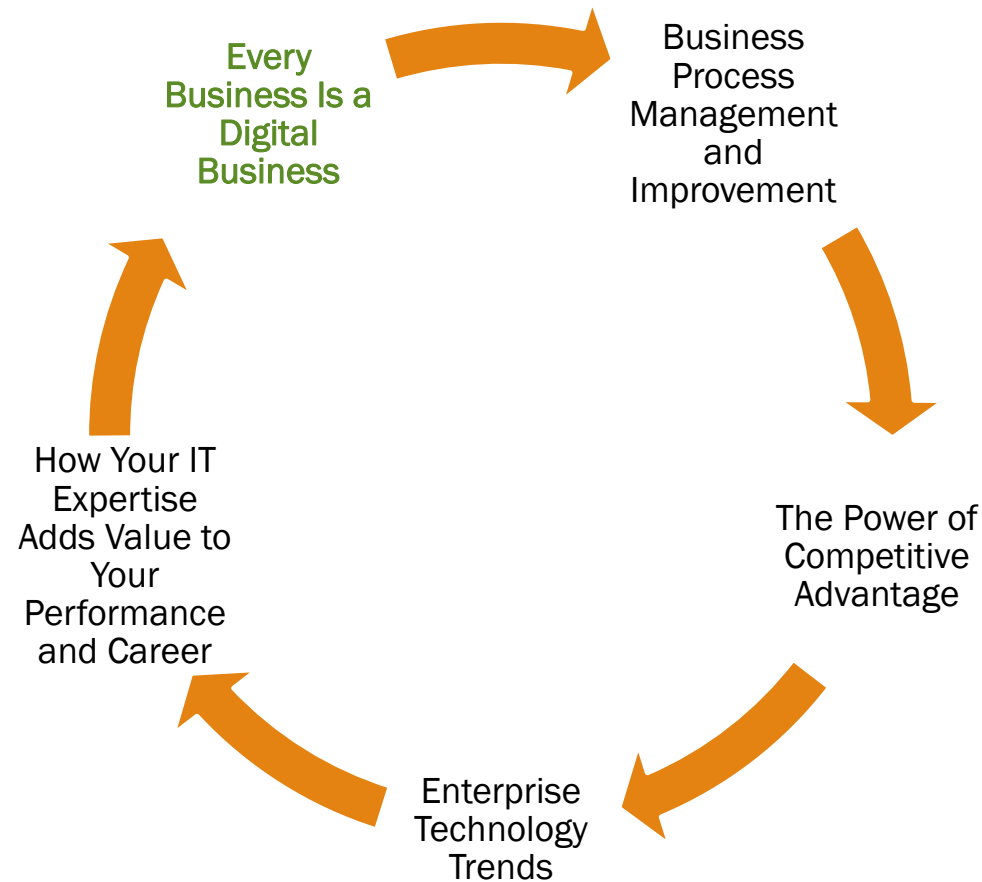 Every
Business Is a
Digital
Business
Business
Process
Management
and
Improvement
The Power of
Competitive
Advantage
Enterprise
Technology
Trends
How Your IT
Expertise
Adds Value to
Your
Performance
and Career